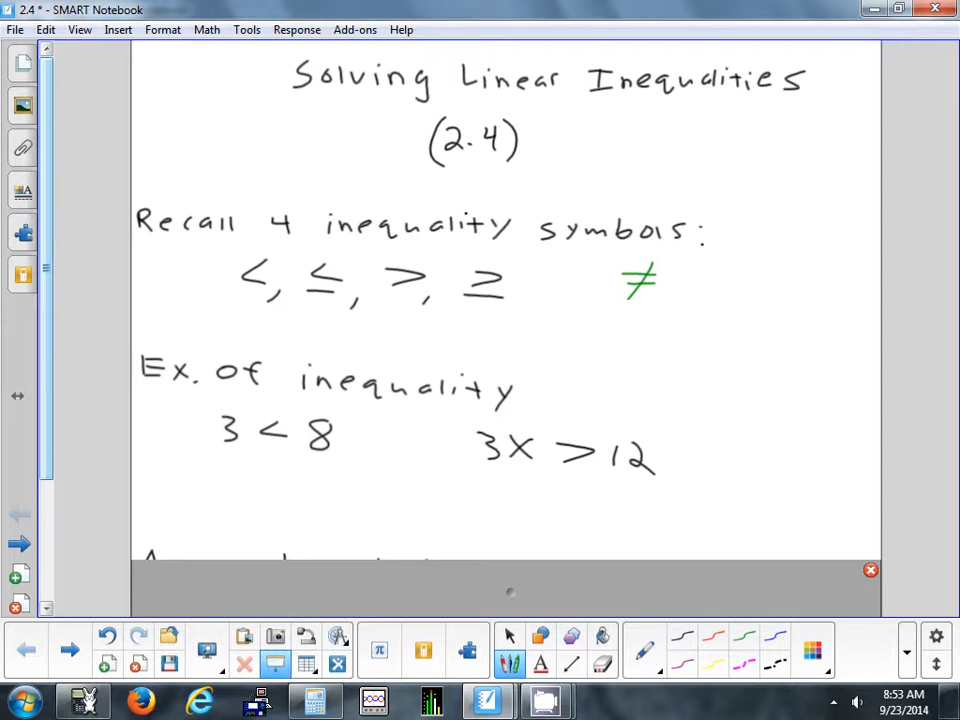 2.4 * - SMART Notebook
File Edit View Insert Format Math Tools Response Add-ons Help
Solving Linear Inequalities
(2.4)
Recall 4 inequality symbols:
<, ≤, >, ≥ ≠
Ex. of inequality
3 < 8 3x > 12
8:53 AM
9/23/2014